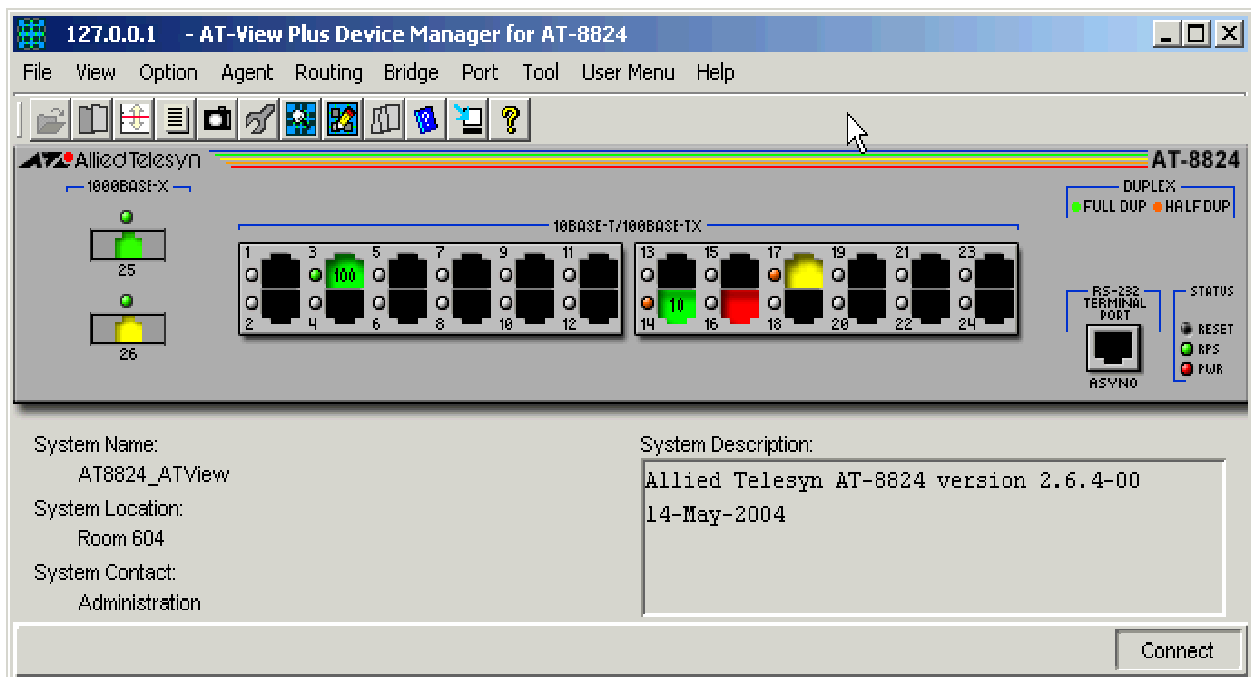 127.0.0.1 - AT-View Plus Device Manager for AT-8824
File View Option Agent Routing Bridge Port Tool User Menu Help
Allied Telesyn AT-8824
1000BASE-X
DUPLEX
FULL DUP HALF DUP
10BASE-T/100BASE-TX
25
26
1 3 5 7 9 11 13 15 17 19 21 23
100
10
2 4 6 8 10 12 14 16 18 20 22 24
RS-232
TERMINAL
PORT
ASYNO
STATUS
RESET
RPS
PWR
System Name:
AT8824_ATView
System Location:
Room 604
System Contact:
Administration
System Description:
Allied Telesyn AT-8824 version 2.6.4-00
14-May-2004
Connect